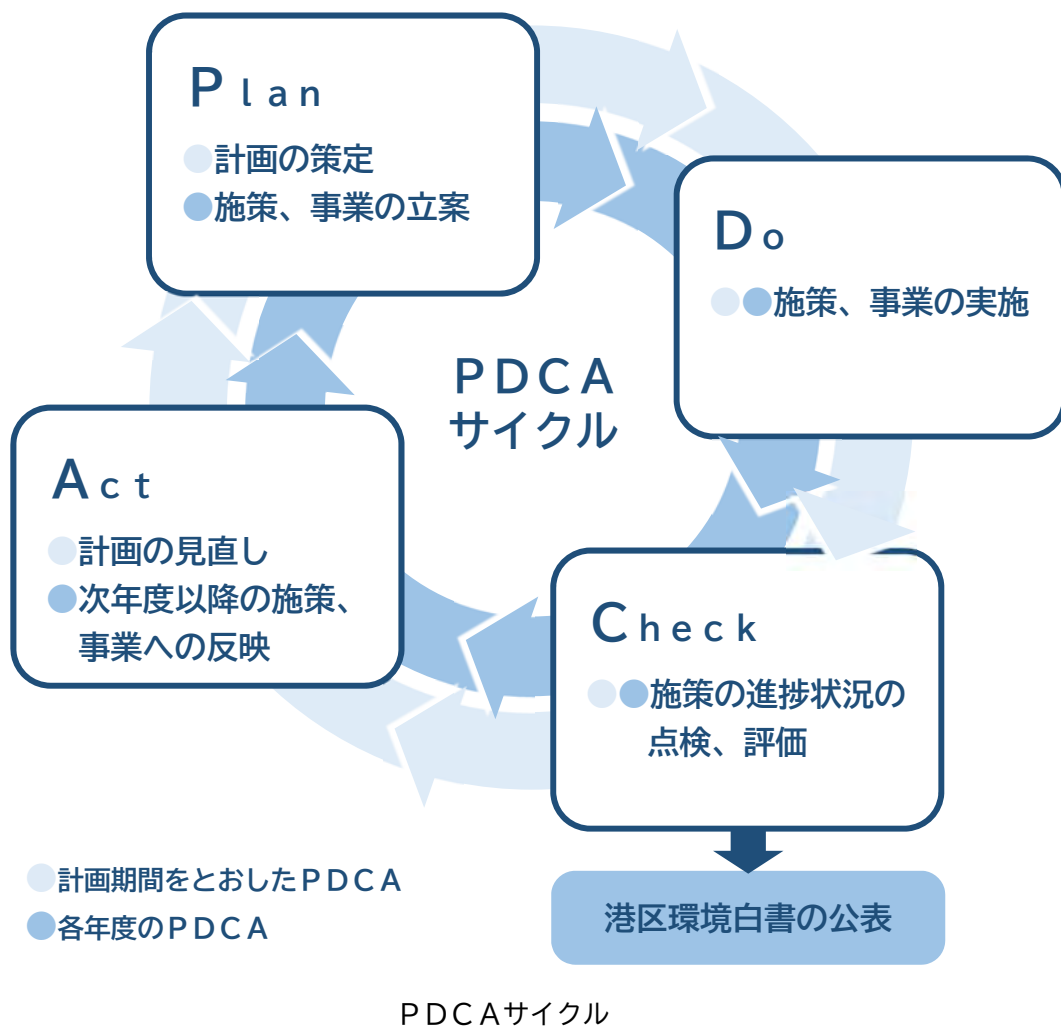 Plan
●計画の策定
●施策、事業の立案
Do
●●施策、事業の実施
PDCA
サイクル
Act
●計画の見直し
●次年度以降の施策、
事業への反映
Check
●●施策の進捗状況の
点検、評価
●計画期間をとおしたPDCA
●各年度のPDCA
港区環境白書の公表
PDCAサイクル